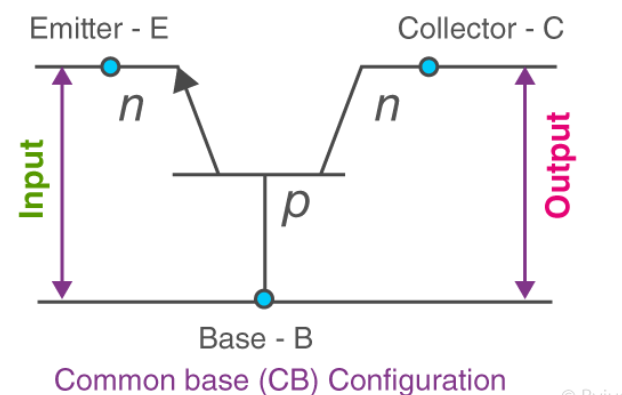 Emitter - E
Collector - C
n
n
Input
Output
p
Base - B
Common base (CB) Configuration